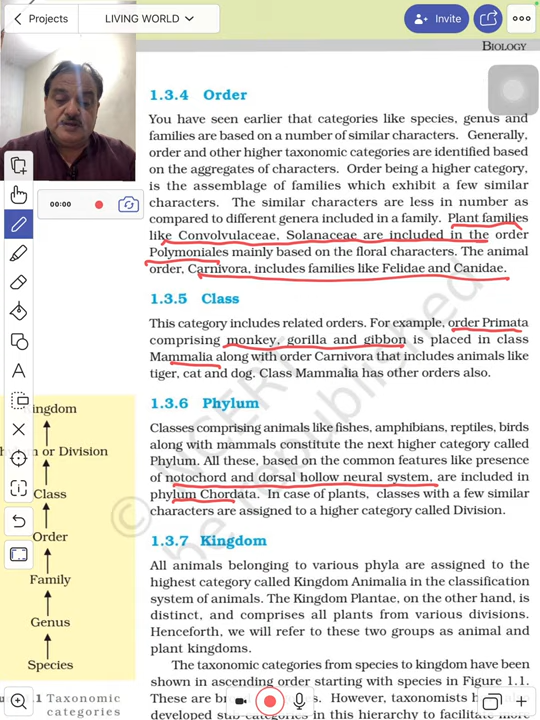 Projects
LIVING WORLD
Invite
BIOLOGY
1.3.4 Order
You have seen earlier that categories like species, genus and
families are based on a number of similar characters. Generally,
order and other higher taxonomic categories are identified based
on the aggregates of characters. Order being a higher category,
is the assemblage of families which exhibit a few similar
characters. The similar characters are less in number as
compared to different genera included in a family. Plant families
like Convolvulaceae, Solanaceae are included in the order
Polymoniales mainly based on the floral characters. The animal
order, Carnivora, includes families like Felidae and Canidae.
1.3.5 Class
This category includes related orders. For example, order Primata
comprising monkey, gorilla and gibbon is placed in class
Mammalia along with order Carnivora that includes animals like
tiger, cat and dog. Class Mammalia has other orders also.
1.3.6 Phylum
Classes comprising animals like fishes, amphibians, reptiles, birds
along with mammals constitute the next higher category called
Phylum. All these, based on the common features like presence
of notochord and dorsal hollow neural system, are included in
phylum Chordata. In case of plants, classes with a few similar
characters are assigned to a higher category called Division.
1.3.7 Kingdom
All animals belonging to various phyla are assigned to the
highest category called Kingdom Animalia in the classification
system of animals. The Kingdom Plantae, on the other hand, is
distinct, and comprises all plants from various divisions.
Henceforth, we will refer to these two groups as animal and
plant kingdoms.
The taxonomic categories from species to kingdom have been
shown in ascending order starting with species in Figure 1.1.
These are
However, taxonomists
developed sub
in this hierarchy to facilitate more
00:00
A
ingdom
or Division
Class
Order
Family
Genus
Species
.1 Taxonomic
categories
© NCERT
be republished